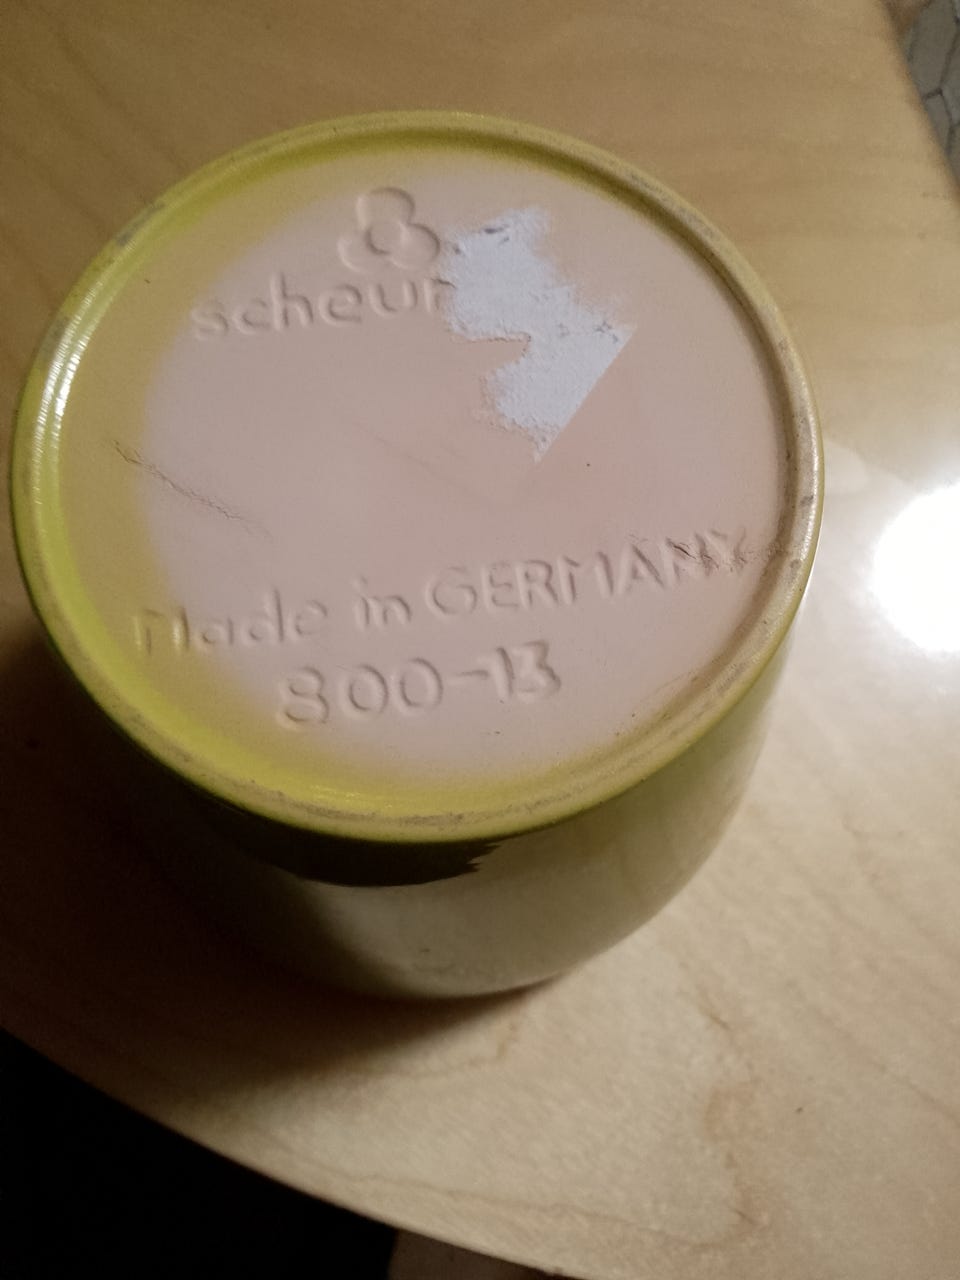 scheur
Made in GERMANY
800-13